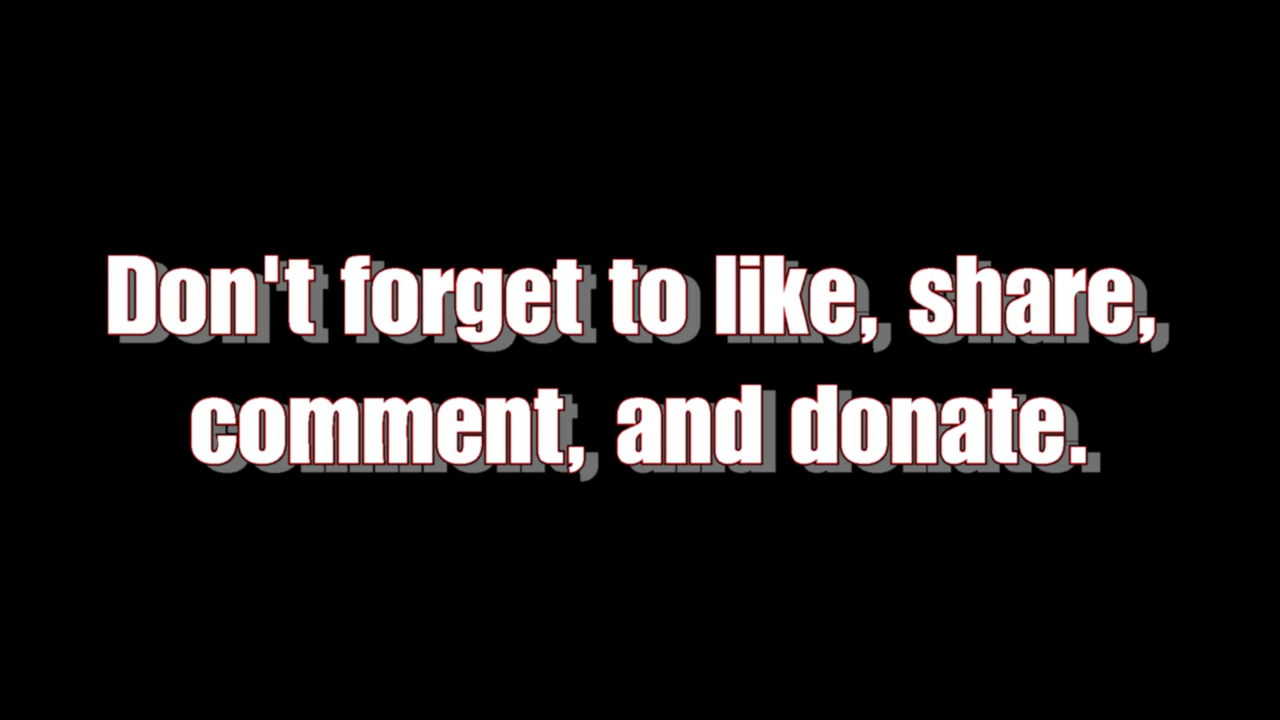 Don't forget to like, share,
comment, and donate.